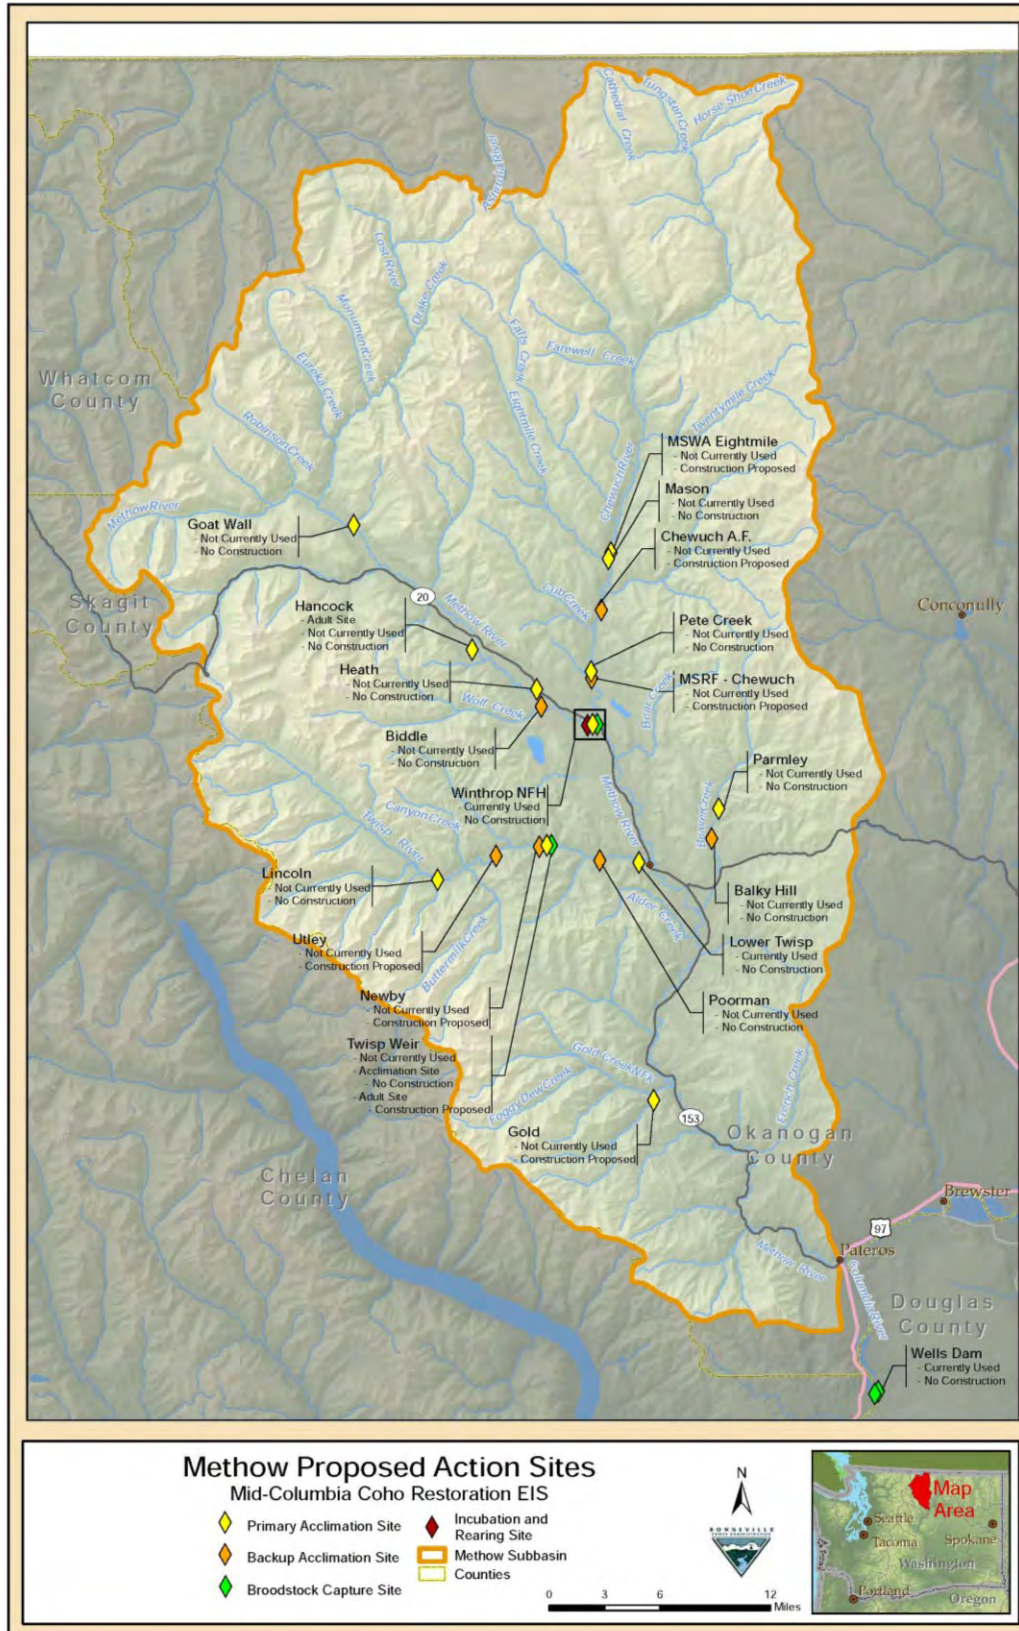 Cathedral Creek
Tungsten Creek
Horse Shoe Creek
Ashnola River
Lost River
Drake Creek
Monument Creek
Eureka Creek
Falls Creek
Farewell Creek
Eightmile Creek
Twentymile Creek
Robinson Creek
Chewuch River
Whatcom
County
MSWA Eightmile
- Not Currently Used
- Construction Proposed
Mason
- Not Currently Used
- No Construction
Methow River
Goat Wall
- Not Currently Used
- No Construction
Chewuch A.F.
- Not Currently Used
- Construction Proposed
Skagit
County
20
Cub Creek
Conconully
Hancock
- Adult Site
- Not Currently Used
- No Construction
Methow River
Pete Creek
- Not Currently Used
- No Construction
Heath
- Not Currently Used
- No Construction
MSRF - Chewuch
- Not Currently Used
- Construction Proposed
Wolf Creek
Bear Creek
Biddle
- Not Currently Used
- No Construction
Parmley
- Not Currently Used
- No Construction
Winthrop NFH
- Currently Used
- No Construction
Methow River
Beaver Creek
Canyon Creek
Twisp River
Lincoln
- Not Currently Used
- No Construction
Balky Hill
- Not Currently Used
- No Construction
Alder Creek
Utley
- Not Currently Used
- Construction Proposed
Buttermilk Creek
Lower Twisp
- Currently Used
- No Construction
Newby
- Not Currently Used
- Construction Proposed
Poorman
- Not Currently Used
- No Construction
Twisp Weir
- Not Currently Used
- Acclimation Site
- No Construction
- Adult Site
- Construction Proposed
Gold Creek NFk
Foggy Dew Creek
French Creek
Gold
- Not Currently Used
- Construction Proposed
153
Okanogan
County
Chelan
County
Brewster
97
Pateros
Methow River
Columbia River
Douglas
County
Wells Dam
- Currently Used
- No Construction
Methow Proposed Action Sites
Mid-Columbia Coho Restoration EIS
Primary Acclimation Site
Backup Acclimation Site
Broodstock Capture Site
Incubation and
Rearing Site
Methow Subbasin
Counties
N
BONNEVILLE
POWER ADMINISTRATION
0 3 6 12
Miles
Map
Area
Seattle
Tacoma
Spokane
Washington
Portland
Oregon